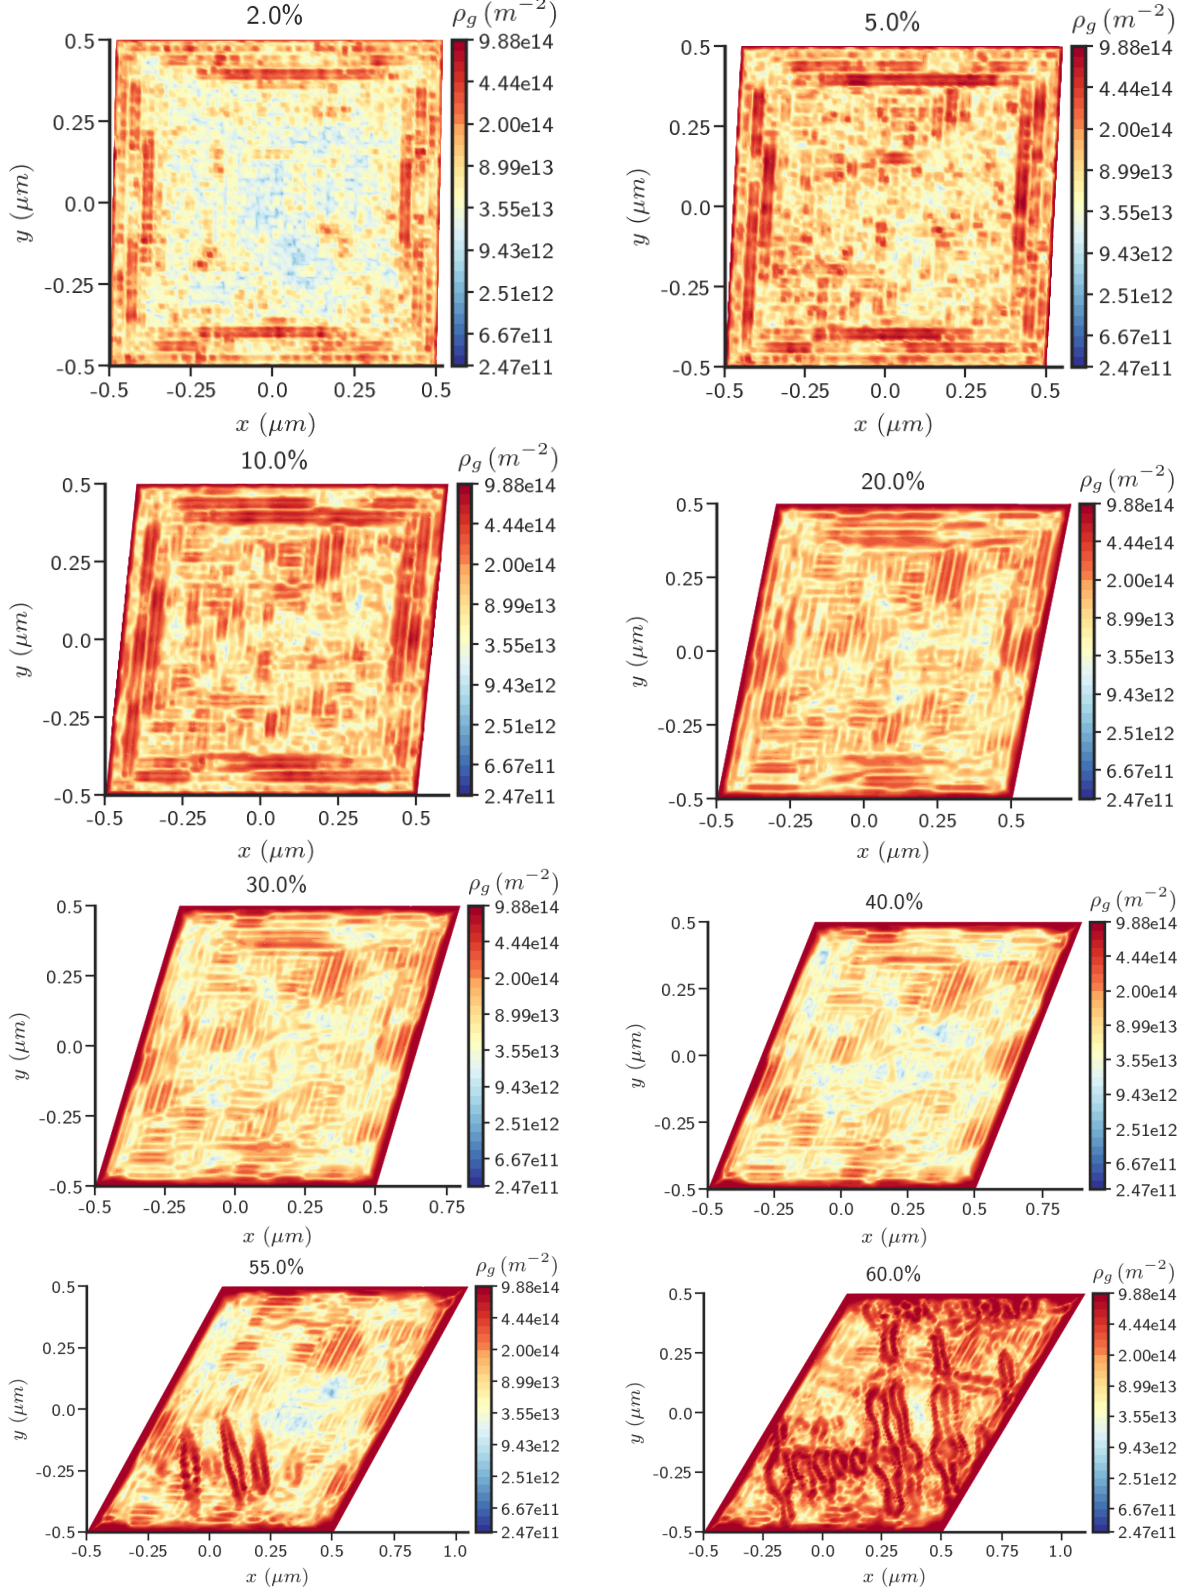 2.0%
ρg (m−2)
9.88e14
0.5
4.44e14
0.25
2.00e14
8.99e13
0.0
3.55e13
9.43e12
-0.25
2.51e12
6.67e11
-0.5
2.47e11
-0.5 -0.25 0.0 0.25 0.5
y (μm)
x (μm)
5.0%
ρg (m−2)
9.88e14
0.5
4.44e14
0.25
2.00e14
8.99e13
0.0
3.55e13
9.43e12
-0.25
2.51e12
6.67e11
-0.5
2.47e11
-0.5 -0.25 0.0 0.25 0.5
y (μm)
x (μm)
10.0%
ρg (m−2)
9.88e14
0.5
4.44e14
0.25
2.00e14
8.99e13
0.0
3.55e13
9.43e12
-0.25
2.51e12
6.67e11
-0.5
2.47e11
-0.5 -0.25 0.0 0.25 0.5
y (μm)
x (μm)
20.0%
ρg (m−2)
9.88e14
0.5
4.44e14
0.25
2.00e14
8.99e13
0.0
3.55e13
9.43e12
-0.25
2.51e12
6.67e11
-0.5
2.47e11
-0.5 -0.25 0.0 0.25 0.5
y (μm)
x (μm)
30.0%
ρg (m−2)
9.88e14
0.5
4.44e14
0.25
2.00e14
8.99e13
0.0
3.55e13
9.43e12
-0.25
2.51e12
6.67e11
-0.5
2.47e11
-0.5 -0.25 0.0 0.25 0.5 0.75
y (μm)
x (μm)
40.0%
ρg (m−2)
9.88e14
0.5
4.44e14
0.25
2.00e14
8.99e13
0.0
3.55e13
9.43e12
-0.25
2.51e12
6.67e11
-0.5
2.47e11
-0.5 -0.25 0.0 0.25 0.5 0.75
y (μm)
x (μm)
55.0%
ρg (m−2)
9.88e14
0.5
4.44e14
0.25
2.00e14
8.99e13
0.0
3.55e13
9.43e12
-0.25
2.51e12
6.67e11
-0.5
2.47e11
-0.5 -0.25 0.0 0.25 0.50 0.75 1.0
y (μm)
x (μm)
60.0%
ρg (m−2)
9.88e14
0.5
4.44e14
0.25
2.00e14
8.99e13
0.0
3.55e13
9.43e12
-0.25
2.51e12
6.67e11
-0.5
2.47e11
-0.5 -0.25 0.0 0.25 0.50 0.75 1.0
y (μm)
x (μm)